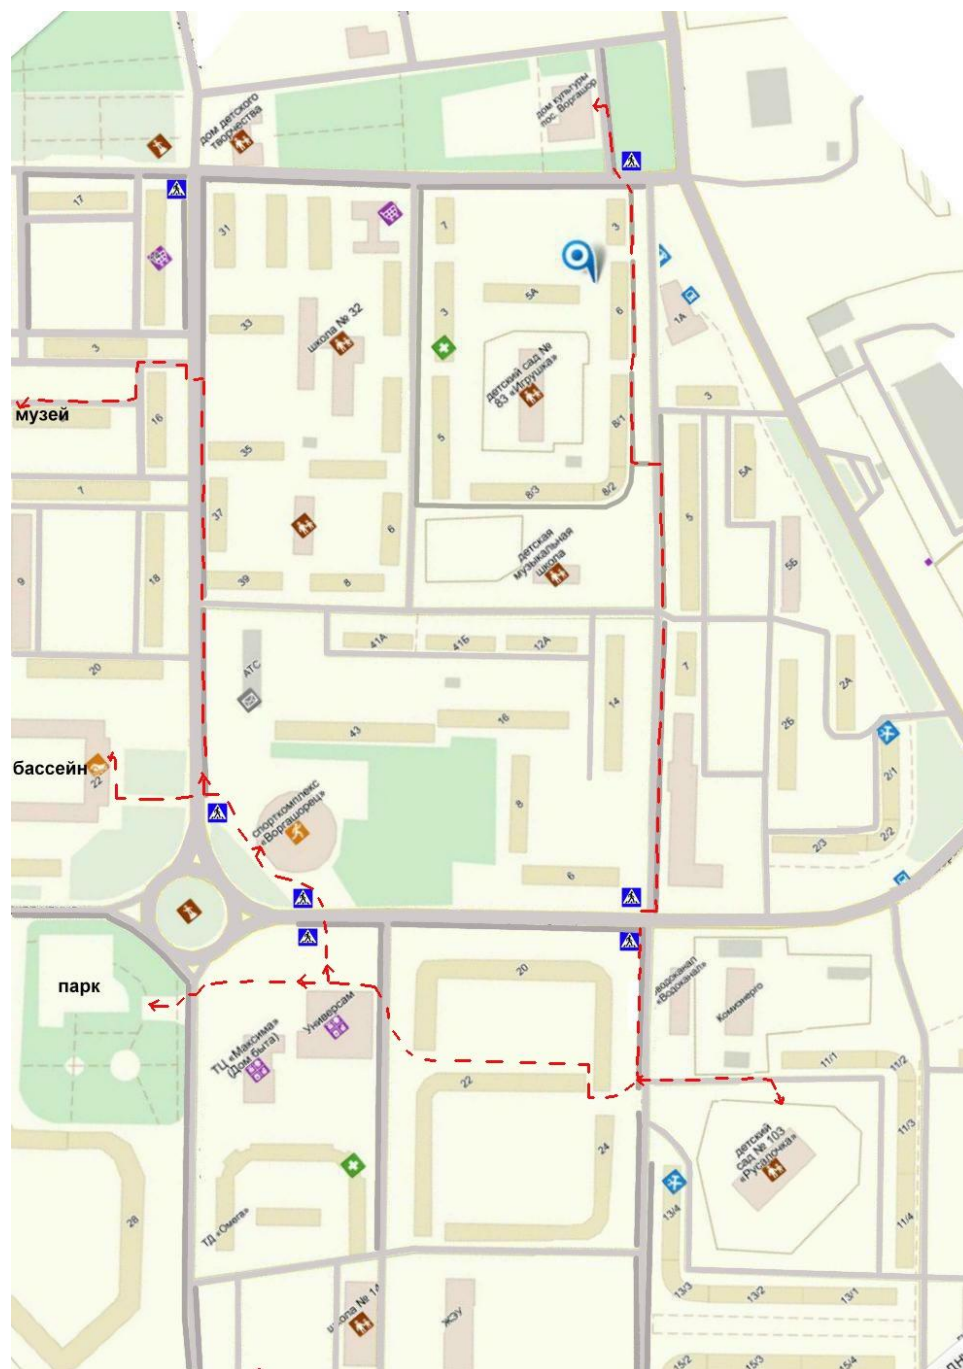 дом культуры
пос. Воргашор
дом детского
творчества
17
31
7
3
5А
3
6
1А
33
школа № 32
3
детский сад №
83 «Игрушка»
3
музей
16
35
5
8/1
5А
7
8/3
8/2
5
37
6
детская
музыкальная
школа
5Б
9
18
39
8
41А
41Б
12А
20
АТС
7
2А
14
2Б
43
16
бассейн
22
2/1
спорткомплекс
«Воргашорец»
8
2/3
2/2
6
парк
20
«Водоканал»
Комиэнерго
Универсам
ТЦ «Максима»
(Дом быта)
22
11/1
11/2
11/3
24
детский
сад № 103
«Русалочка»
28
ТД «Омега»
13/4
11/4
13/3
13/2
13/1
школа № 14
ЖЭУ
15/2
15/3
15/4